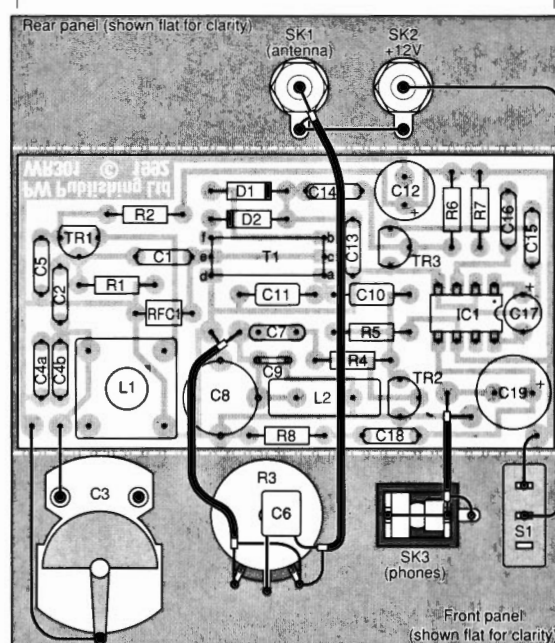 Rear panel (shown flat for clarity)
SK1
(antenna)
SK2
+12V
WR301 © 1992
PW Publishing Ltd
R2
D1
D2
C14
C12
+
R6
R7
C16
C15
TR1
C5
C2
C1
T1
C13
TR3
R1
RFC1
C11
C10
IC1
+
C17
C7
R5
C4a
C4b
L1
C9
R4
C8
L2
TR2
C19
+
R8
C18
C3
R3
C6
SK3
(phones)
S1
Front panel
(shown flat for clarity)